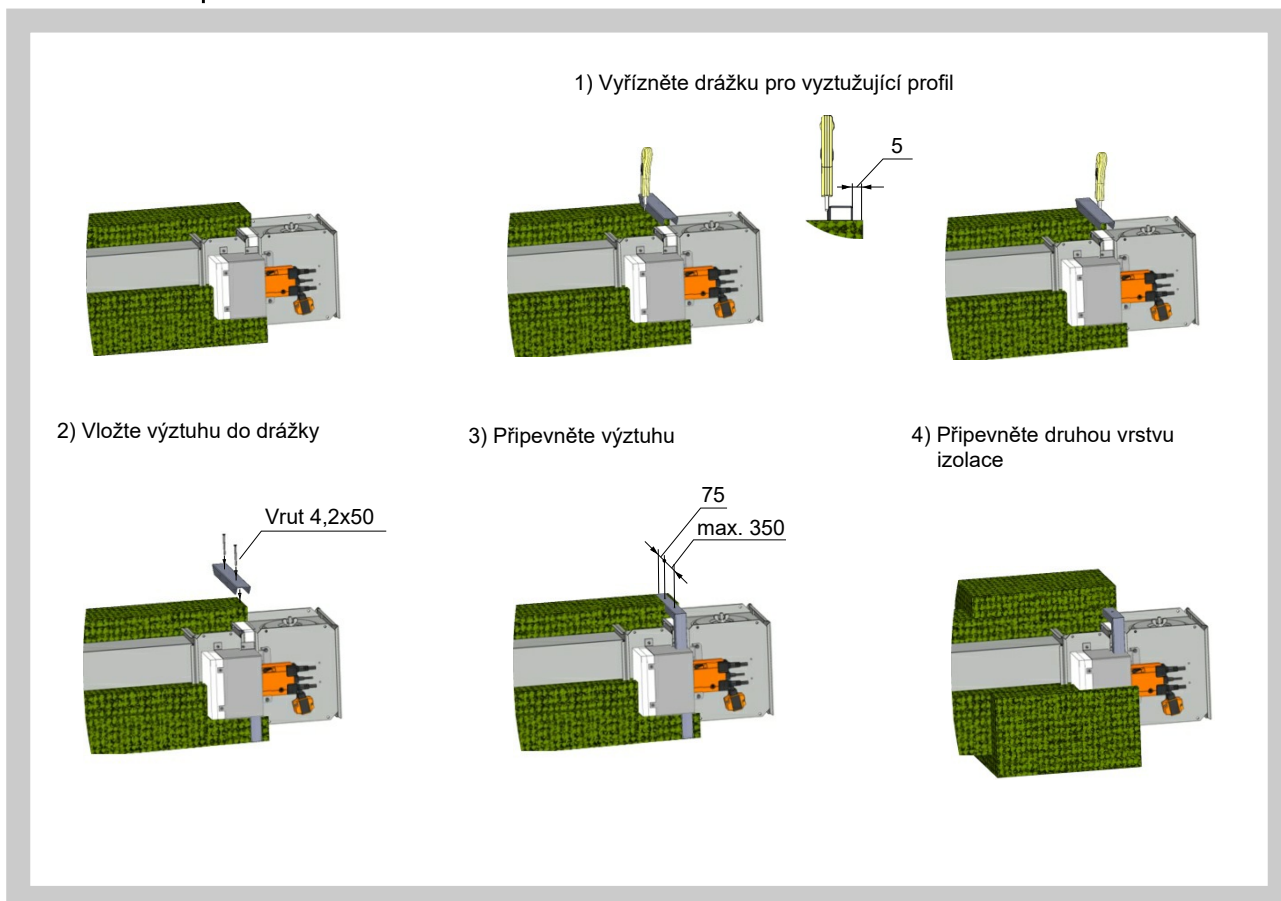 1) Vyřízněte drážku pro vyztužující profil
5
2) Vložte výztuhu do drážky
3) Připevněte výztuhu
4) Připevněte druhou vrstvu
izolace
Vrut 4,2x50
75
max. 350